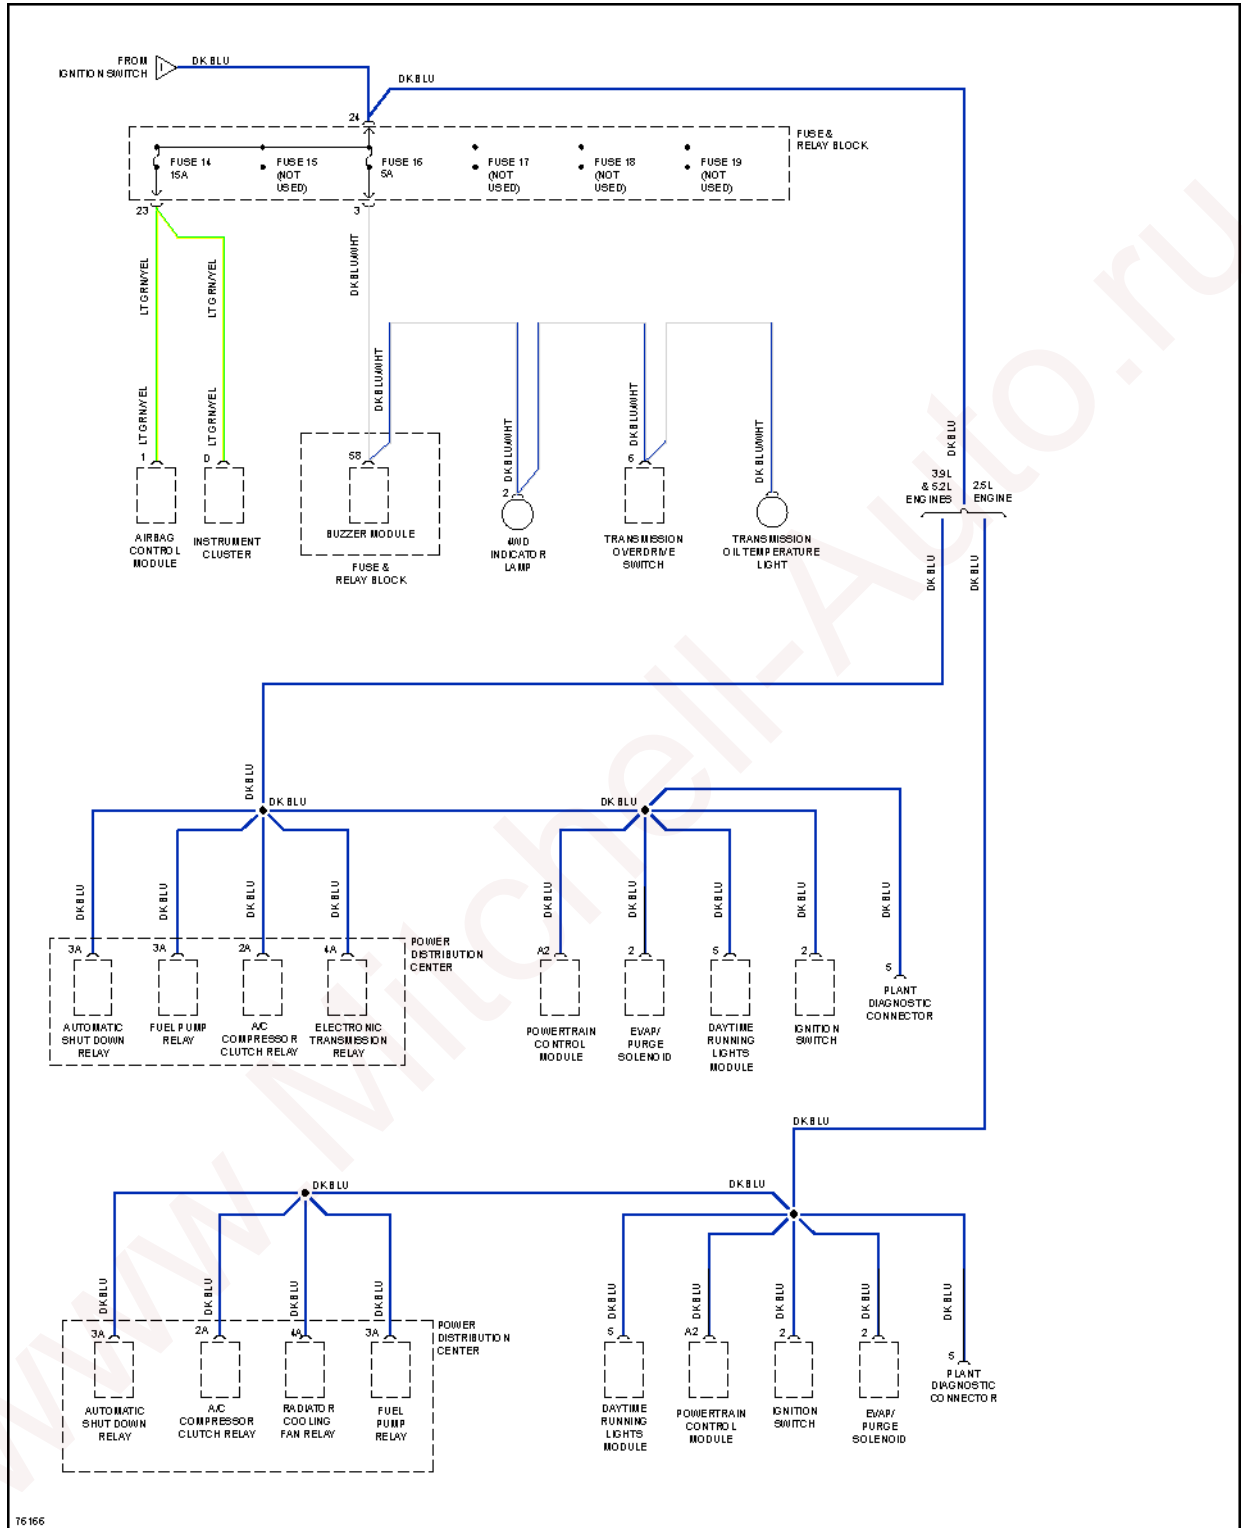 FROM
IGNITION SWITCH
I
DK BLU
DK BLU
24
FUSE &
RELAY BLOCK
FUSE 14
15A
FUSE 15
(NOT
USED)
FUSE 16
5A
FUSE 17
(NOT
USED)
FUSE 18
(NOT
USED)
FUSE 19
(NOT
USED)
23
3
LT GRN/YEL
LT GRN/YEL
DK BLU/WHT
LT GRN/YEL
LT GRN/YEL
DK BLU/WHT
DK BLU/WHT
DK BLU/WHT
DK BLU/WHT
DK BLU
1
D
58
2
6
3.9L
& 5.2L
ENGINES
2.5L
ENGINE
AIRBAG
CONTROL
MODULE
INSTRUMENT
CLUSTER
BUZZER MODULE
FUSE &
RELAY BLOCK
4WD
INDICATOR
LAMP
TRANSMISSION
OVERDRIVE
SWITCH
TRANSMISSION
OIL TEMPERATURE
LIGHT
DK BLU
DK BLU
DK BLU
DK BLU
DK BLU
DK BLU
DK BLU
DK BLU
DK BLU
DK BLU
DK BLU
DK BLU
DK BLU
DK BLU
3A
3A
2A
4A
POWER
DISTRIBUTION
CENTER
A2
2
5
2
5
AUTOMATIC
SHUT DOWN
RELAY
FUEL PUMP
RELAY
A/C
COMPRESSOR
CLUTCH RELAY
ELECTRONIC
TRANSMISSION
RELAY
POWERTRAIN
CONTROL
MODULE
EVAP/
PURGE
SOLENOID
DAYTIME
RUNNING
LIGHTS
MODULE
IGNITION
SWITCH
PLANT
DIAGNOSTIC
CONNECTOR
DK BLU
DK BLU
DK BLU
DK BLU
DK BLU
DK BLU
DK BLU
DK BLU
DK BLU
DK BLU
DK BLU
DK BLU
3A
2A
4A
3A
POWER
DISTRIBUTION
CENTER
5
A2
2
2
5
AUTOMATIC
SHUT DOWN
RELAY
A/C
COMPRESSOR
CLUTCH RELAY
RADIATOR
COOLING
FAN RELAY
FUEL
PUMP
RELAY
DAYTIME
RUNNING
LIGHTS
MODULE
POWERTRAIN
CONTROL
MODULE
IGNITION
SWITCH
EVAP/
PURGE
SOLENOID
PLANT
DIAGNOSTIC
CONNECTOR
76166
www.Mitchell-Auto.ru